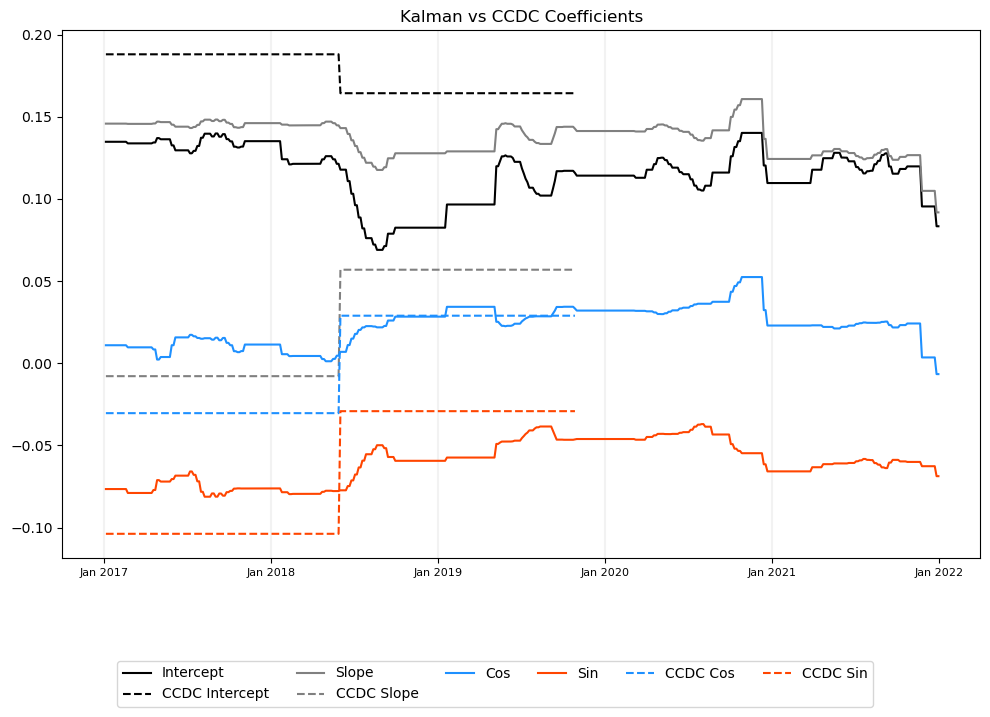 Kalman vs CCDC Coefficients
0.20
0.15
0.10
0.05
0.00
−0.05
−0.10
Jan 2017 Jan 2018 Jan 2019 Jan 2020 Jan 2021 Jan 2022
Intercept Slope Cos Sin CCDC Cos CCDC Sin
CCDC Intercept CCDC Slope